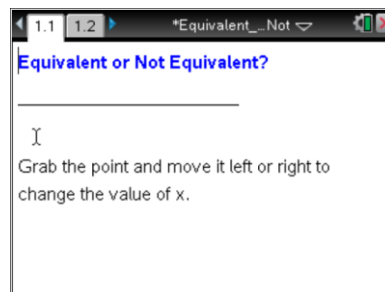 1.1 1.2 *Equivalent_...Not
Equivalent or Not Equivalent?
Grab the point and move it left or right to
change the value of x.